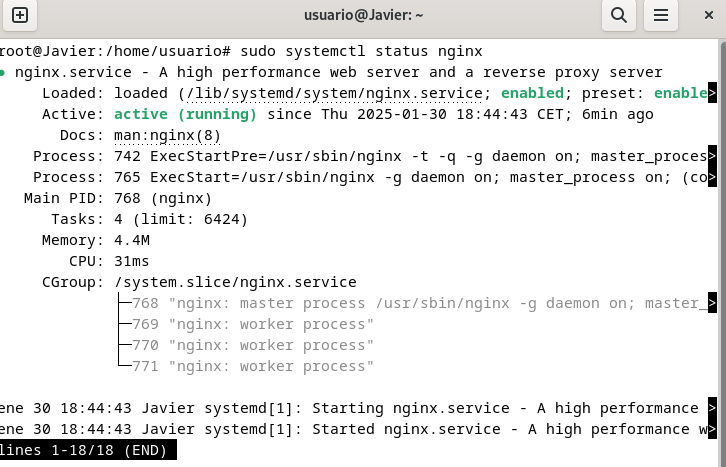 usuario@Javier: ~
root@Javier:/home/usuario# sudo systemctl status nginx
● nginx.service - A high performance web server and a reverse proxy server
Loaded: loaded (/lib/systemd/system/nginx.service; enabled; preset: enable>
Active: active (running) since Thu 2025-01-30 18:44:43 CET; 6min ago
Docs: man:nginx(8)
Process: 742 ExecStartPre=/usr/sbin/nginx -t -q -g daemon on; master_proces>
Process: 765 ExecStart=/usr/sbin/nginx -g daemon on; master_process on; (co>
Main PID: 768 (nginx)
Tasks: 4 (limit: 6424)
Memory: 4.4M
CPU: 31ms
CGroup: /system.slice/nginx.service
├─768 "nginx: master process /usr/sbin/nginx -g daemon on; master_>
├─769 "nginx: worker process"
├─770 "nginx: worker process"
└─771 "nginx: worker process"
ene 30 18:44:43 Javier systemd[1]: Starting nginx.service - A high performance >
ene 30 18:44:43 Javier systemd[1]: Started nginx.service - A high performance w>
lines 1-18/18 (END)